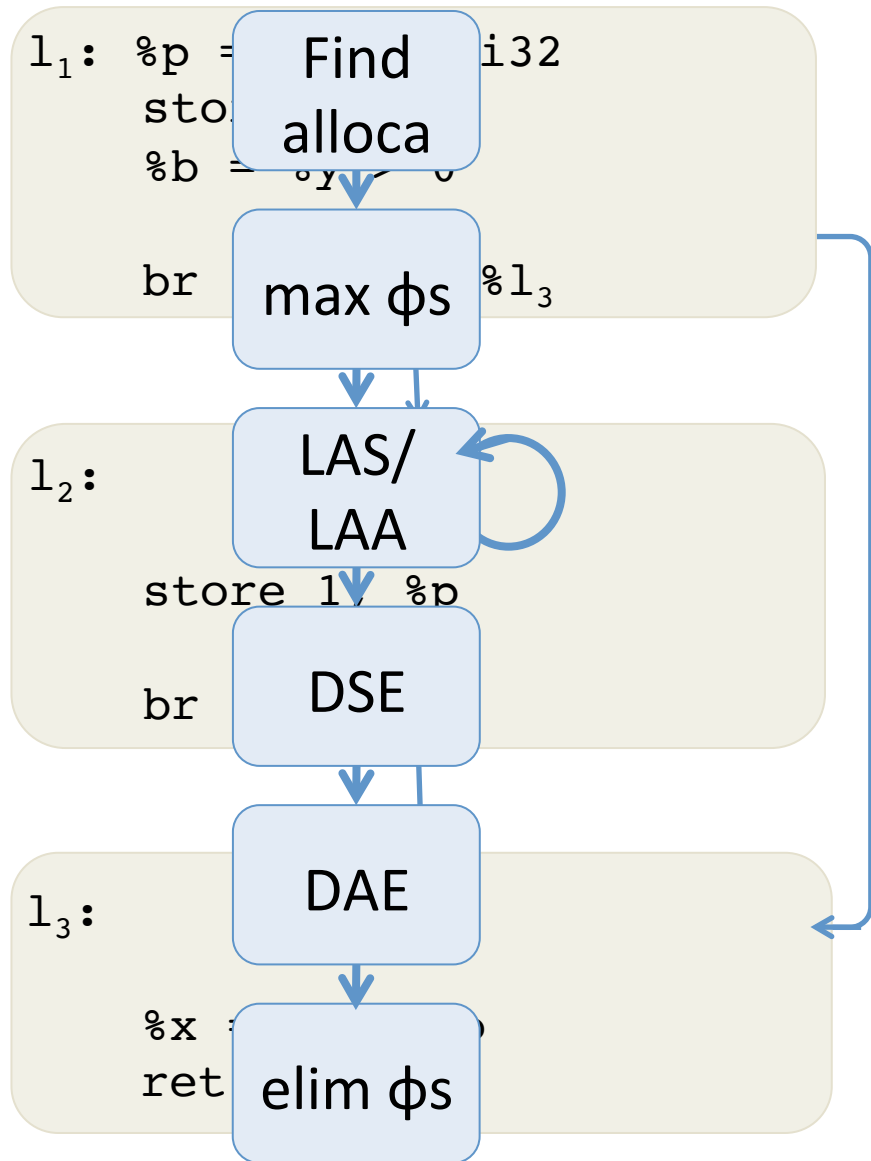 l₁: %p = i32
Find
alloca
%b = %y > 0
br %l₃
max ϕs
l₂:
LAS/
LAA
store 1, %p
br
DSE
l₃:
DAE
%x =
ret
elim ϕs